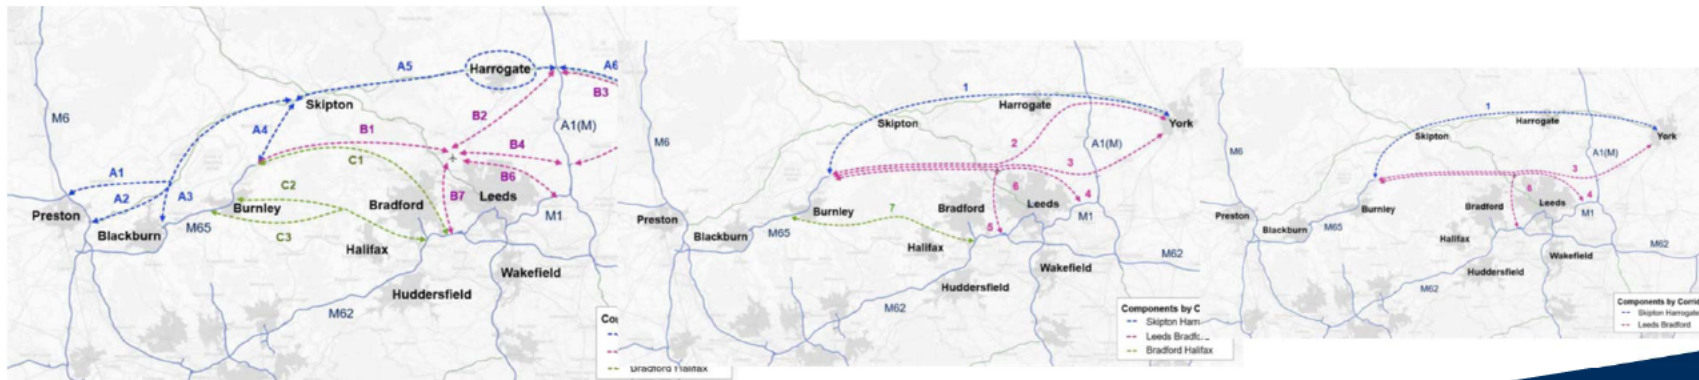 A5
Harrogate
A6
Skipton
B3
M6
B2
A4
B1
A1(M)
C1
B4
A1
B6
A2
A3
C2
B7
Leeds
Preston
Burnley
Bradford
M1
Blackburn
M65
C3
Halifax
Wakefield
Huddersfield
M62
Bradford Halifax
1
Harrogate
Skipton
York
2
A1(M)
M6
3
6
4
Burnley
7
Bradford
Leeds
Preston
M1
Blackburn
M65
5
Halifax
M62
Wakefield
Huddersfield
M62
Components by C
Skipton Harr
Leeds Bradfc
Bradford Halifax
1
Harrogate
Skipton
York
M6
A1(M)
3
6
4
Burnley
Bradford
Leeds
Preston
M1
Blackburn
M65
Halifax
M62
Wakefield
Huddersfield
M62
Components by Corrid
Skipton Harrogate
Leeds Bradford